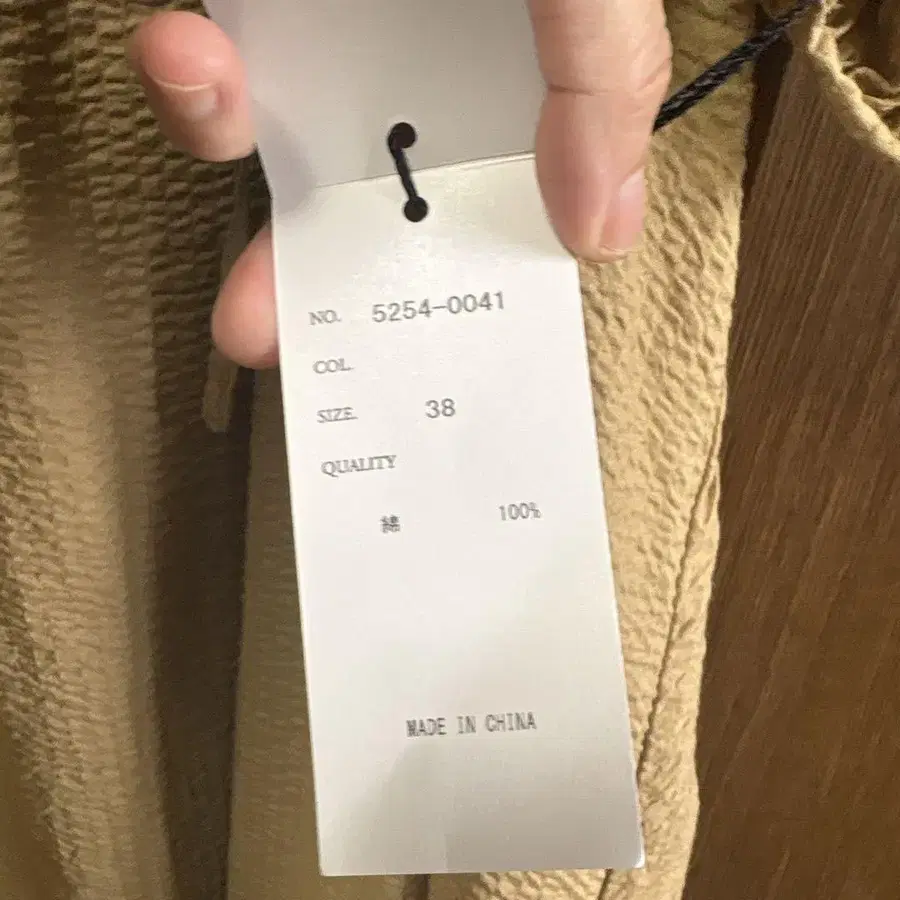 NO. 5254-0041
COL.
SIZE. 38
QUALITY
綿 100%
MADE IN CHINA